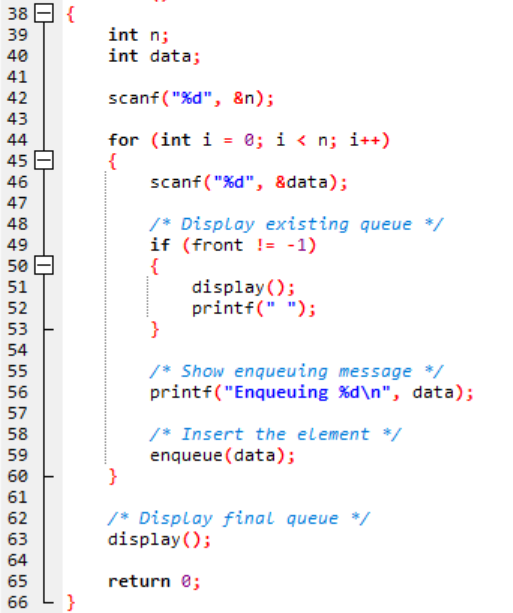 38 {
39 int n;
40 int data;
41
42 scanf("%d", &n);
43
44 for (int i = 0; i < n; i++)
45 {
46 scanf("%d", &data);
47
48 /* Display existing queue */
49 if (front != -1)
50 {
51 display();
52 printf(" ");
53 }
54
55 /* Show enqueuing message */
56 printf("Enqueuing %d\n", data);
57
58 /* Insert the element */
59 enqueue(data);
60 }
61
62 /* Display final queue */
63 display();
64
65 return 0;
66 }